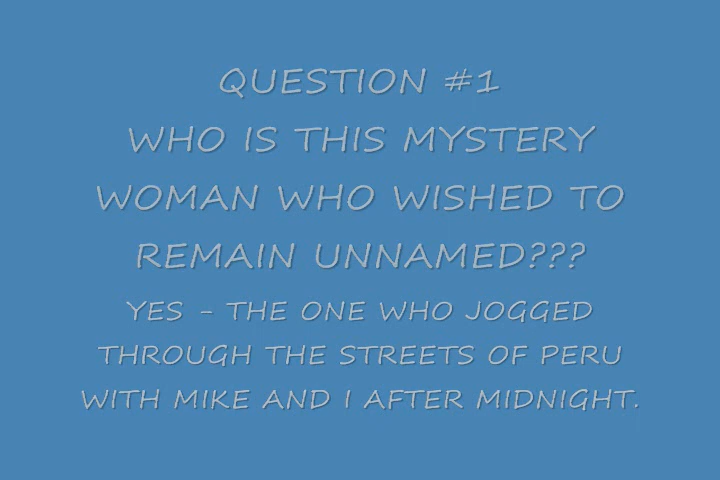 QUESTION #1
WHO IS THIS MYSTERY
WOMAN WHO WISHED TO
REMAIN UNNAMED???
YES - THE ONE WHO JOGGED
THROUGH THE STREETS OF PERU
WITH MIKE AND I AFTER MIDNIGHT.